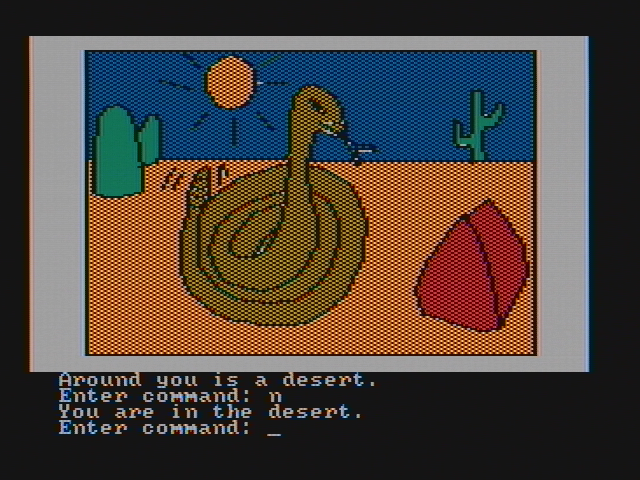 Around you is a desert.
Enter command: n
You are in the desert.
Enter command: _